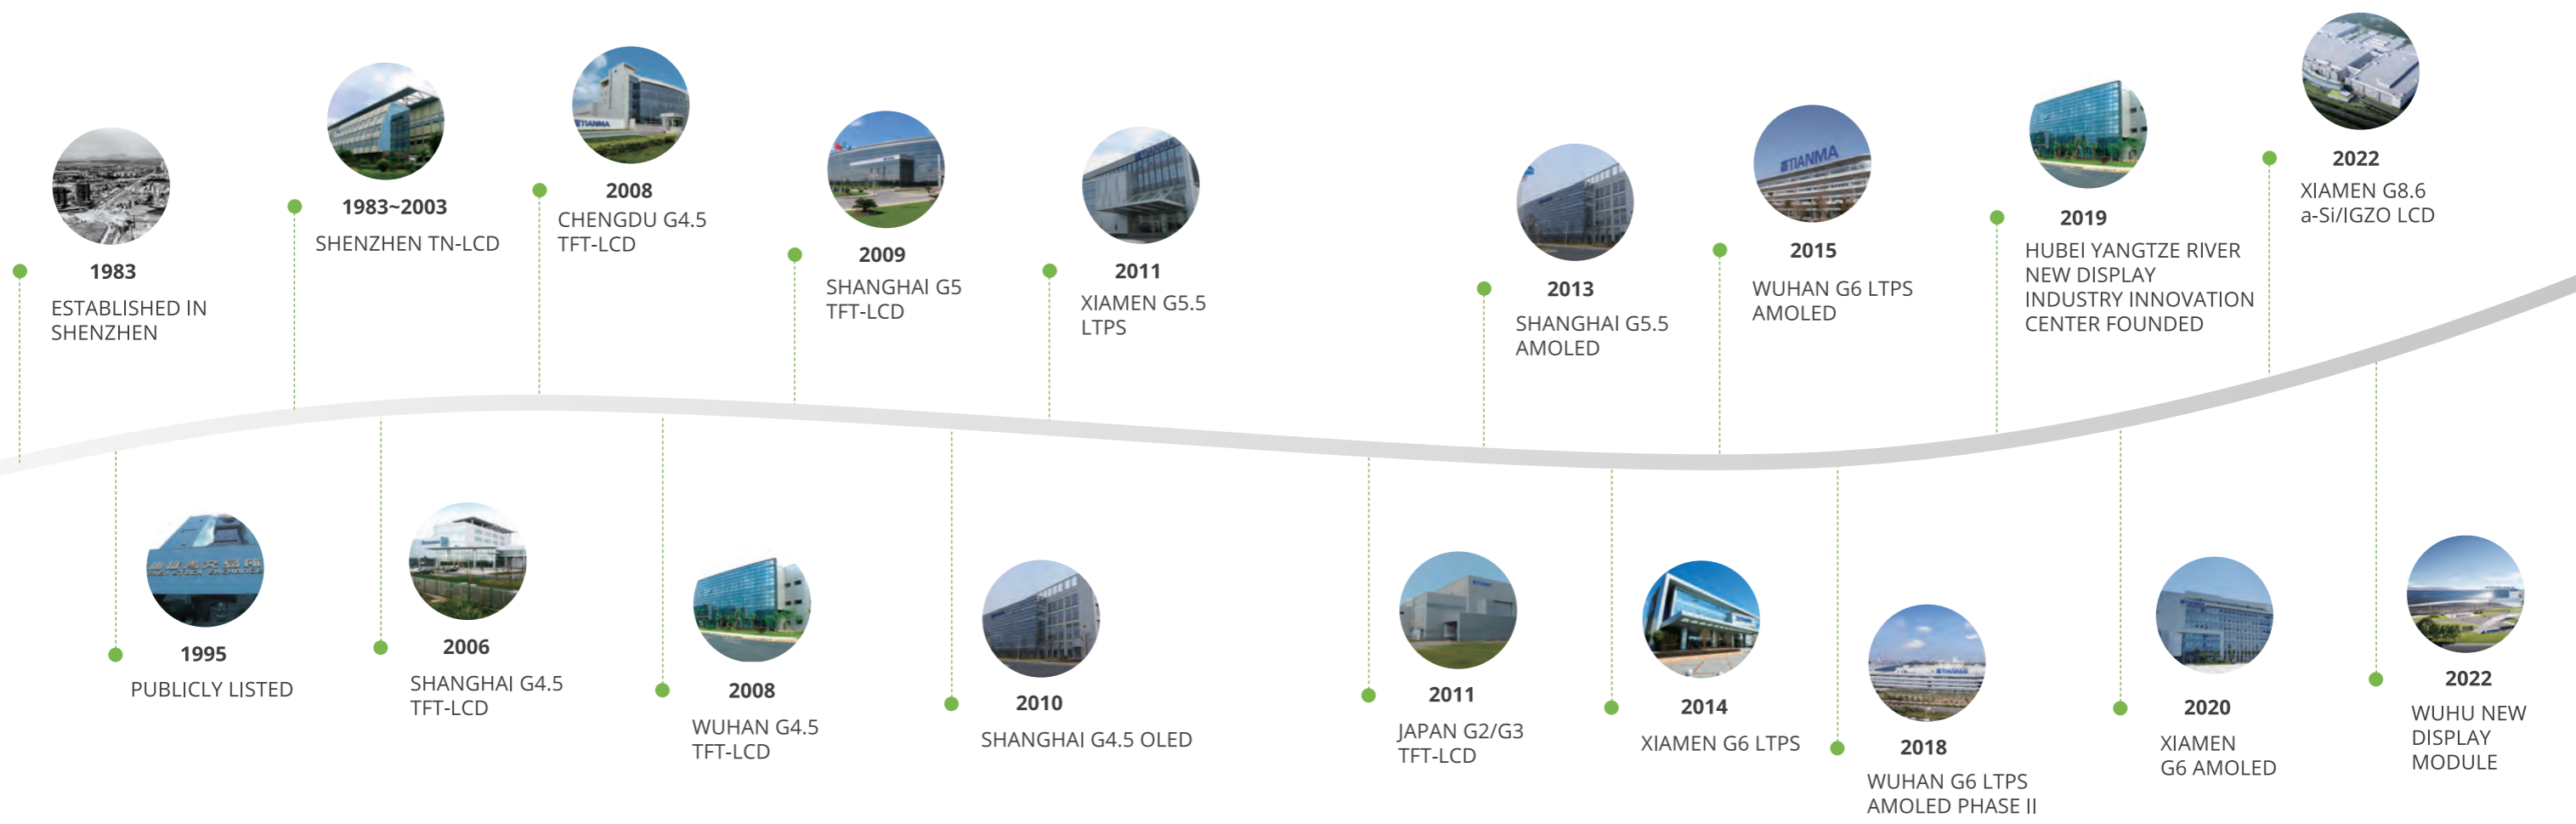 1983
ESTABLISHED IN
SHENZHEN
1995
PUBLICLY LISTED
1983~2003
SHENZHEN TN-LCD
2006
SHANGHAI G4.5
TFT-LCD
2008
CHENGDU G4.5
TFT-LCD
TIANMA
2008
WUHAN G4.5
TFT-LCD
2009
SHANGHAI G5
TFT-LCD
2010
SHANGHAI G4.5 OLED
TIANMA
2011
XIAMEN G5.5
LTPS
2011
JAPAN G2/G3
TFT-LCD
2013
SHANGHAI G5.5
AMOLED
2014
XIAMEN G6 LTPS
TIANMA
2015
WUHAN G6 LTPS
AMOLED
TIANMA
2018
WUHAN G6 LTPS
AMOLED PHASE II
2019
HUBEI YANGTZE RIVER
NEW DISPLAY
INDUSTRY INNOVATION
CENTER FOUNDED
2020
XIAMEN
G6 AMOLED
2022
XIAMEN G8.6
a-Si/IGZO LCD
2022
WUHU NEW
DISPLAY
MODULE